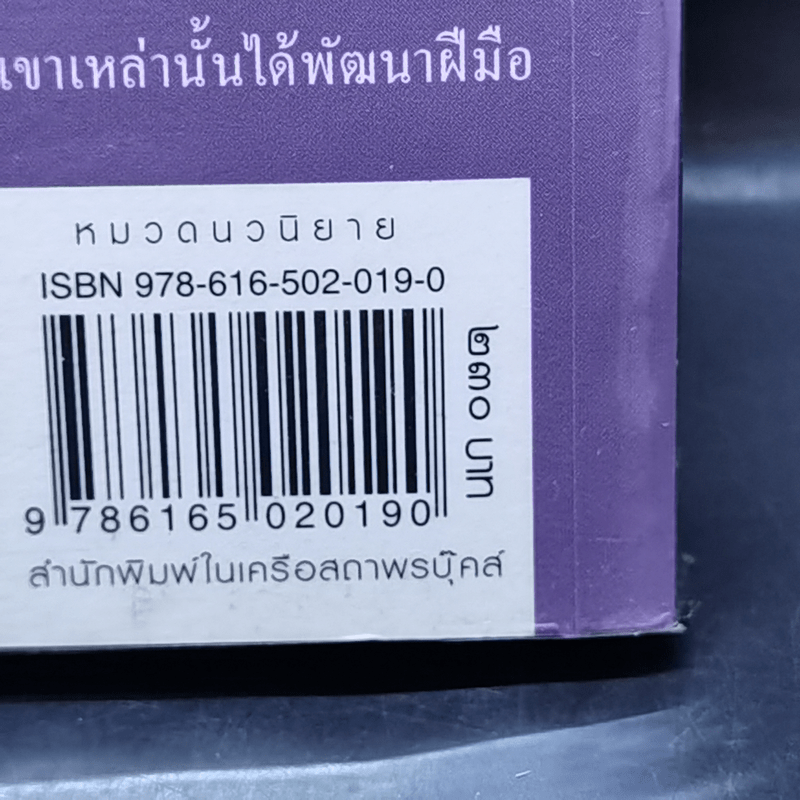 เขาเหล่านั้นได้พัฒนาฝีมือ
หมวดนวนิยาย
ISBN 978-616-502-019-0
๒๓๐ บาท
9 786165 020190
สำนักพิมพ์ในเครือสถาพรบุ๊คส์